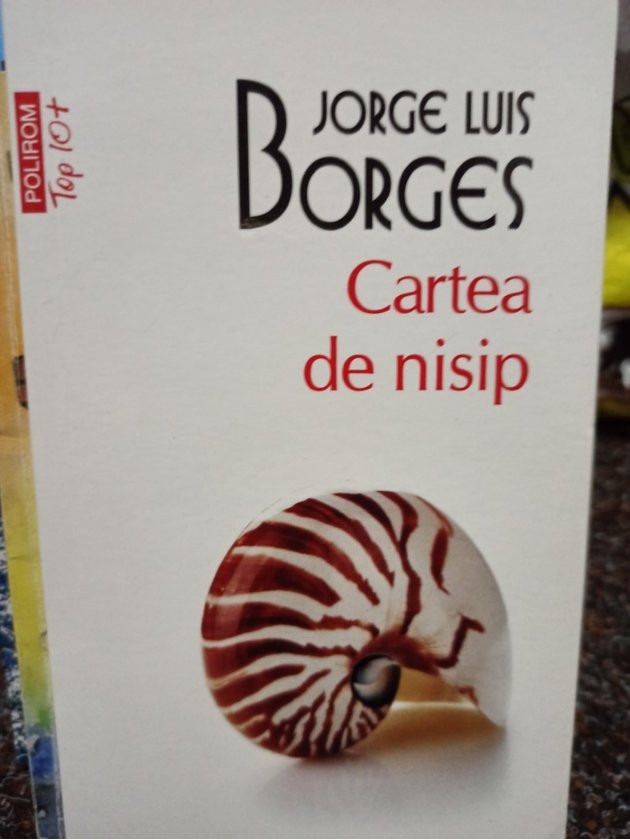 POLIROM
Top 10+
JORGE LUIS
BORGES
Cartea
de nisip